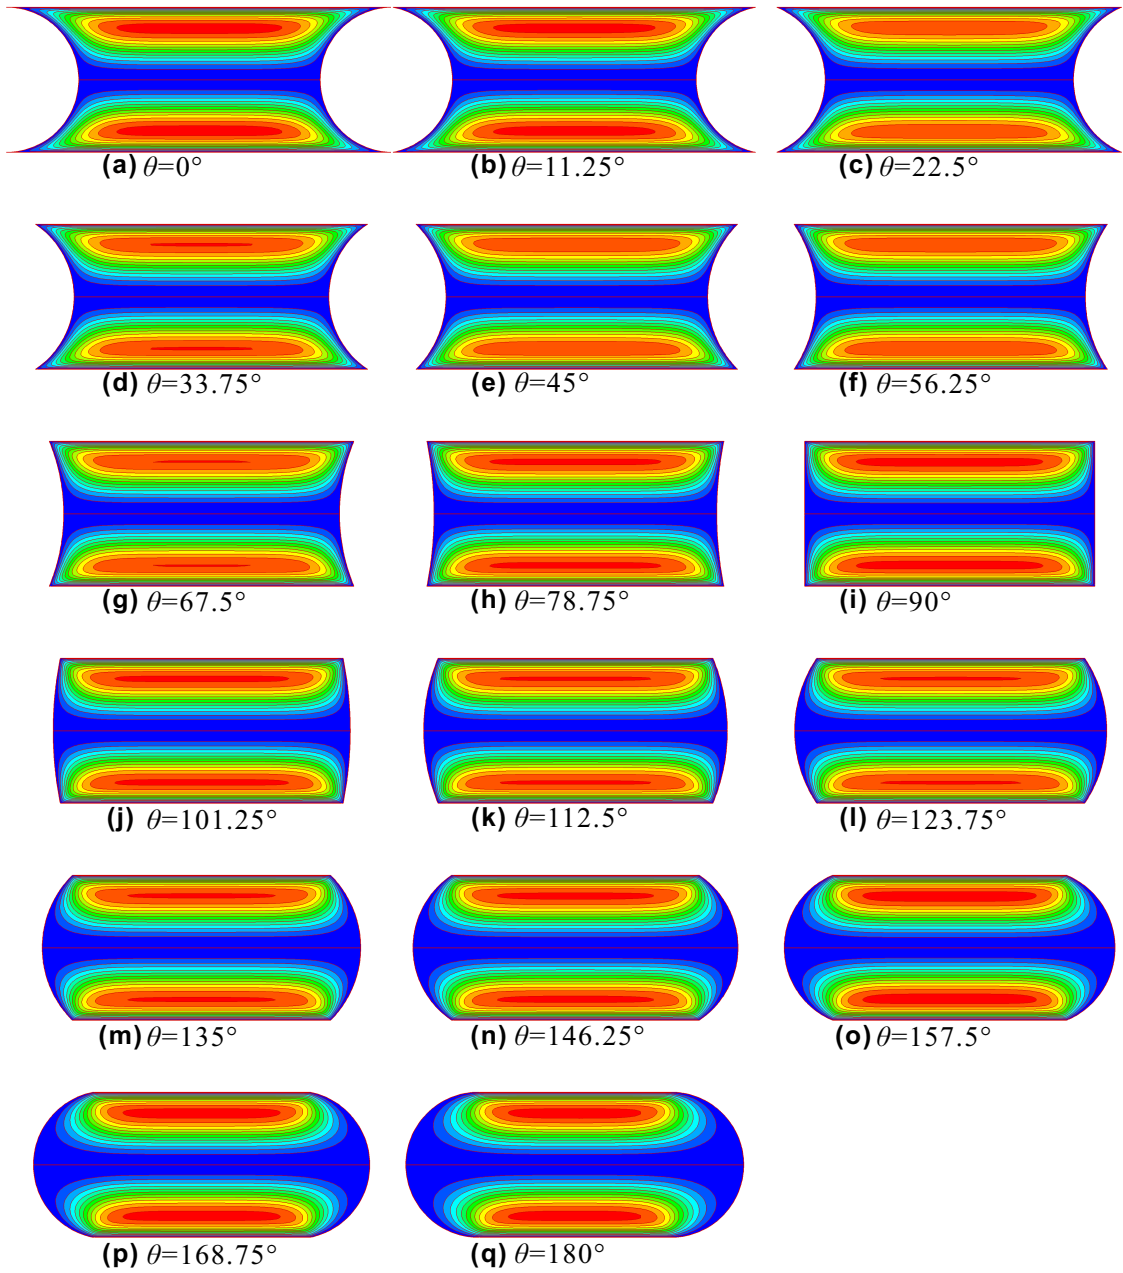 (a) θ=0° (b) θ=11.25° (c) θ=22.5°
(d) θ=33.75° (e) θ=45° (f) θ=56.25°
(g) θ=67.5° (h) θ=78.75° (i) θ=90°
(j) θ=101.25° (k) θ=112.5° (l) θ=123.75°
(m) θ=135° (n) θ=146.25° (o) θ=157.5°
(p) θ=168.75° (q) θ=180°